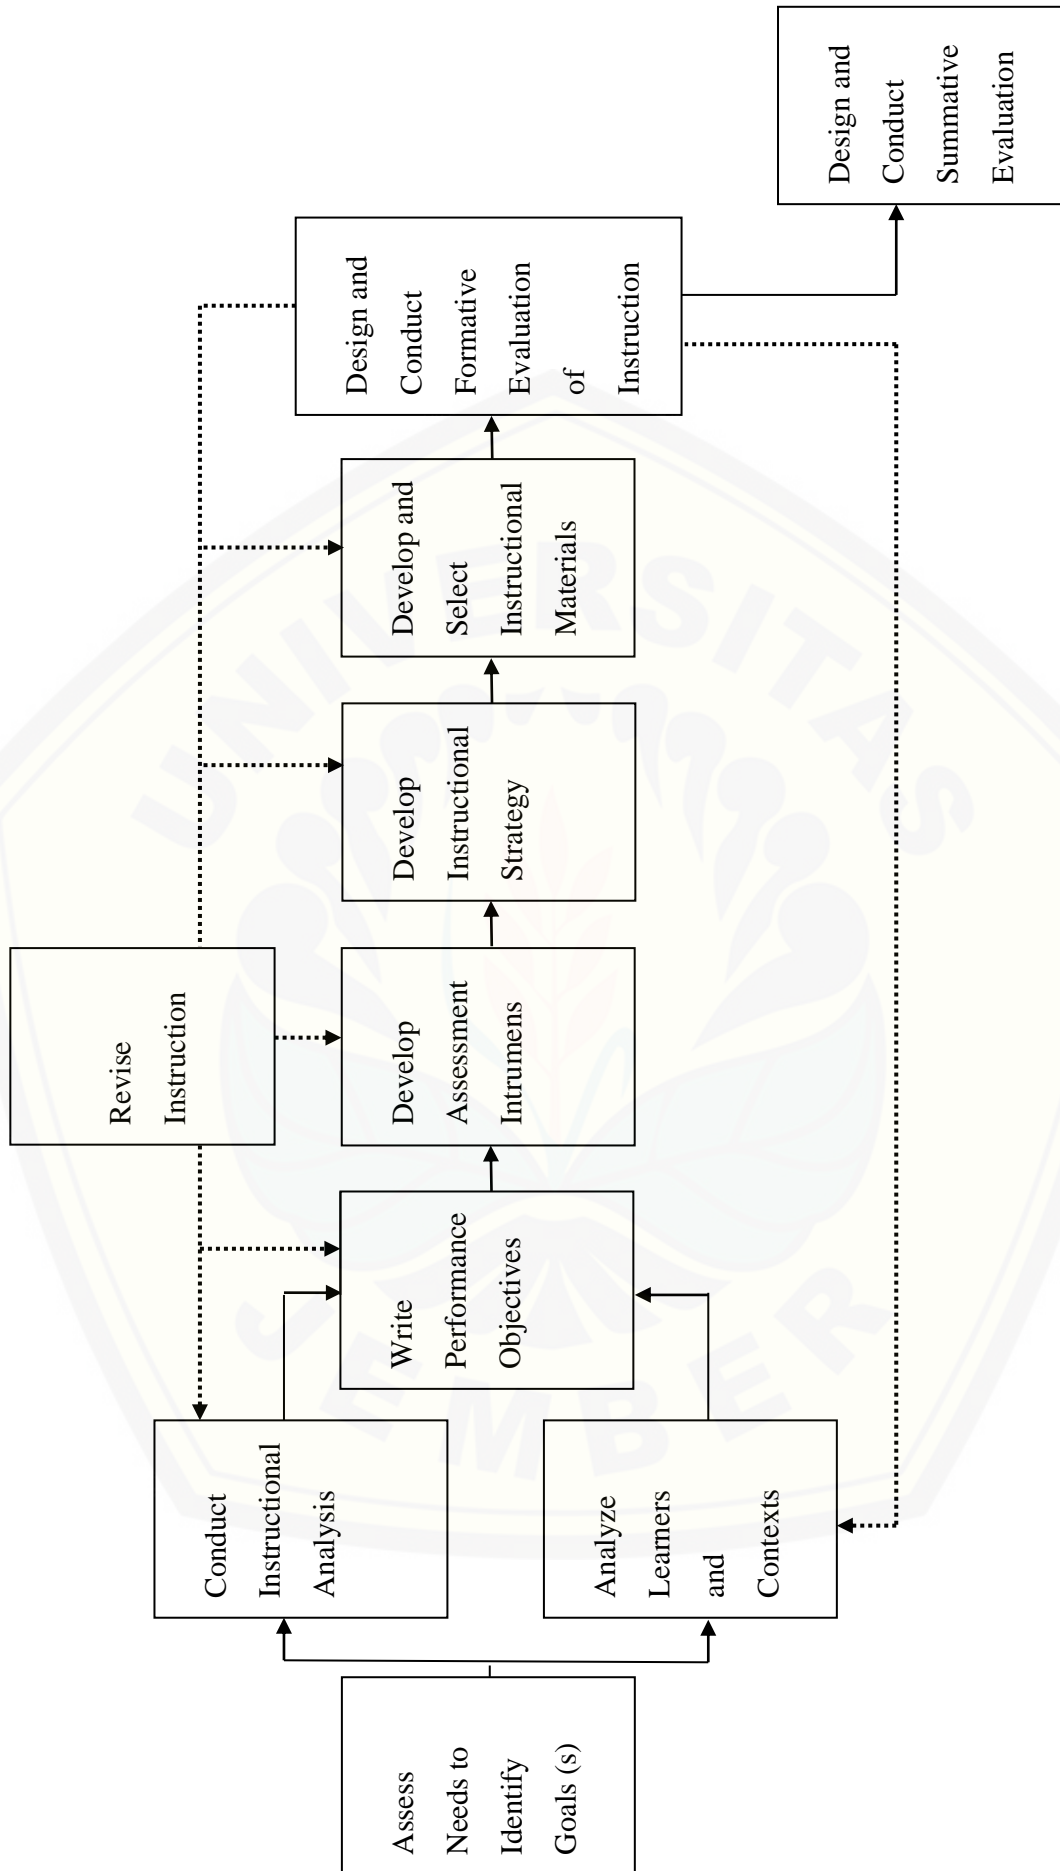 Assess
Needs to
Identify
Goals (s)
Conduct
Instructional
Analysis
Analyze
Learners
and
Contexts
Write
Performance
Objectives
Revise
Instruction
Develop
Assessment
Intrumens
Develop
Instructional
Strategy
Develop and
Select
Instructional
Materials
Design and
Conduct
Formative
Evaluation
of
Instruction
Design and
Conduct
Summative
Evaluation
UNIVERSITAS
JEMBER